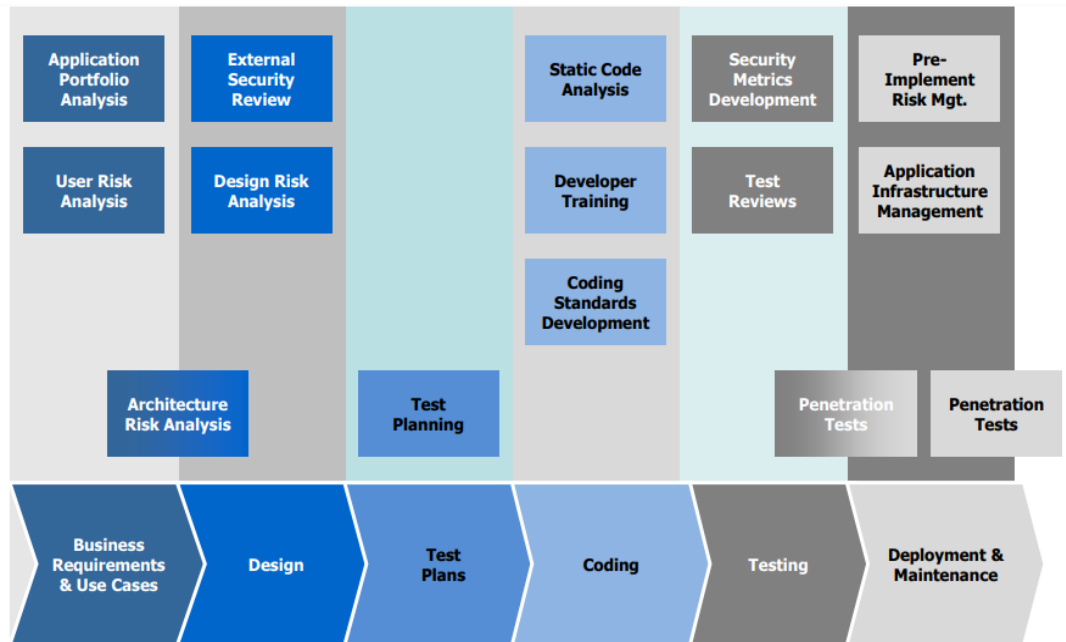 Application
Portfolio
Analysis
External
Security
Review
Static Code
Analysis
Security
Metrics
Development
Pre-
Implement
Risk Mgt.
User Risk
Analysis
Design Risk
Analysis
Developer
Training
Test
Reviews
Application
Infrastructure
Management
Coding
Standards
Development
Architecture
Risk Analysis
Test
Planning
Penetration
Tests
Penetration
Tests
Business
Requirements
& Use Cases
Design
Test
Plans
Coding
Testing
Deployment &
Maintenance